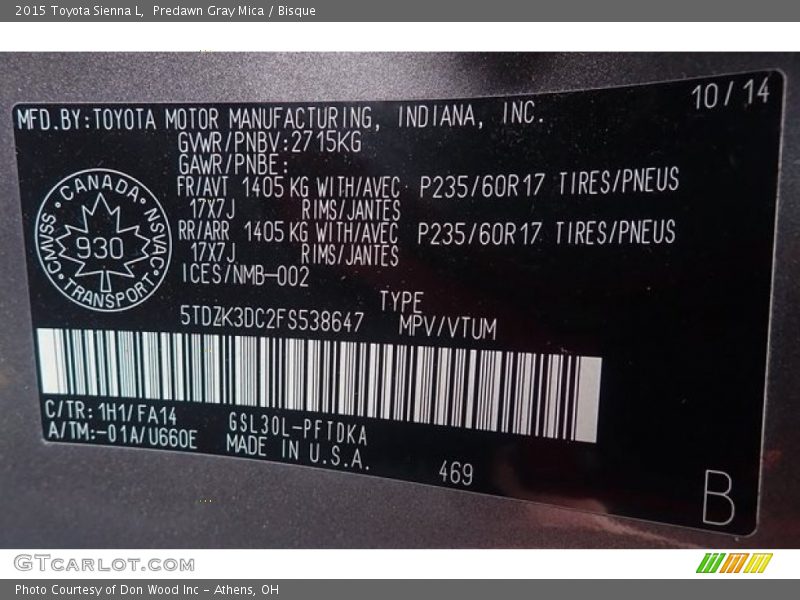 2015 Toyota Sienna L, Predawn Gray Mica / Bisque
10/14
MFD.BY:TOYOTA MOTOR MANUFACTURING, INDIANA, INC.
GVWR/PNBV:2715KG
GAWR/PNBE:
FR/AVT 1405 KG WITH/AVEC P235/60R17 TIRES/PNEUS
17X7J RIMS/JANTES
RR/ARR 1405 KG WITH/AVEC P235/60R17 TIRES/PNEUS
17X7J RIMS/JANTES
ICES/NMB-002
CANADA • NSVAC • TRANSPORT • CMVSS •
930
TYPE
5TDZK3DC2FS538647 MPV/VTUM
C/TR: 1H1/FA14 GSL30L-PFTDKA
A/TM:-01A/U660E MADE IN U.S.A.
469
B
GTCARLOT.COM
Photo Courtesy of Don Wood Inc - Athens, OH